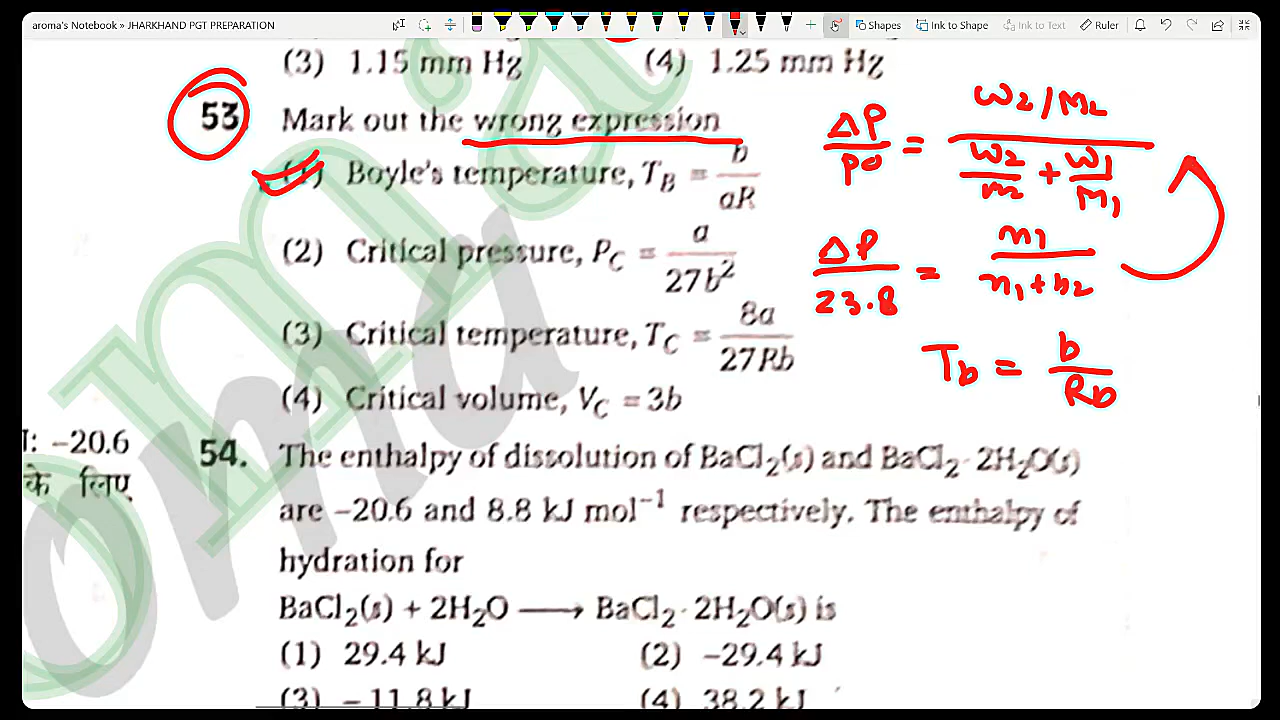 aroma's Notebook » JHARKHAND PGT PREPARATION
Shapes Ink to Shape Ink to Text Ruler
(3) 1.15 mm Hg (4) 1.25 mm Hg
53 Mark out the wrong expression
(1) Boyle's temperature, T_B = b/aR
(2) Critical pressure, P_C = a/27b²
(3) Critical temperature, T_C = 8a/27Rb
(4) Critical volume, V_C = 3b
ΔP/P0 = w2/M2 / w2/m2 + w1/M1
ΔP/23.8 = n1/n1+n2
T_b = b/Rb
: -20.6
के लिए
54. The enthalpy of dissolution of BaCl₂(s) and BaCl₂·2H₂O(s)
are -20.6 and 8.8 kJ mol⁻¹ respectively. The enthalpy of
hydration for
BaCl₂(s) + 2H₂O ⟶ BaCl₂·2H₂O(s) is
(1) 29.4 kJ (2) -29.4 kJ
(3) -11.8 kJ (4) 38.2 kJ